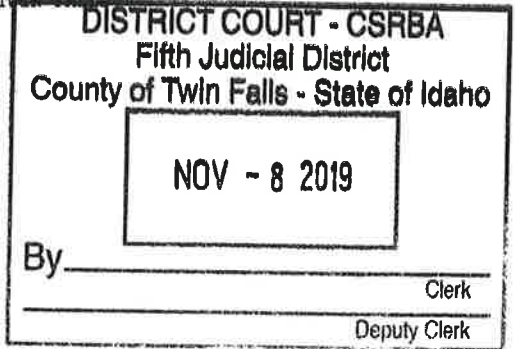 DISTRICT COURT - CSRBA
Fifth Judicial District
County of Twin Falls - State of Idaho
NOV - 8 2019
By
Clerk
Deputy Clerk